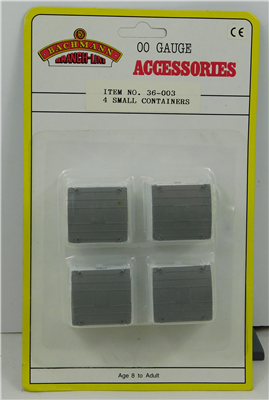 BACHMANN
BRANCH-LINE
00 GAUGE
ACCESSORIES
CE
ITEM NO. 36-003
4 SMALL CONTAINERS
Age 8 to Adult